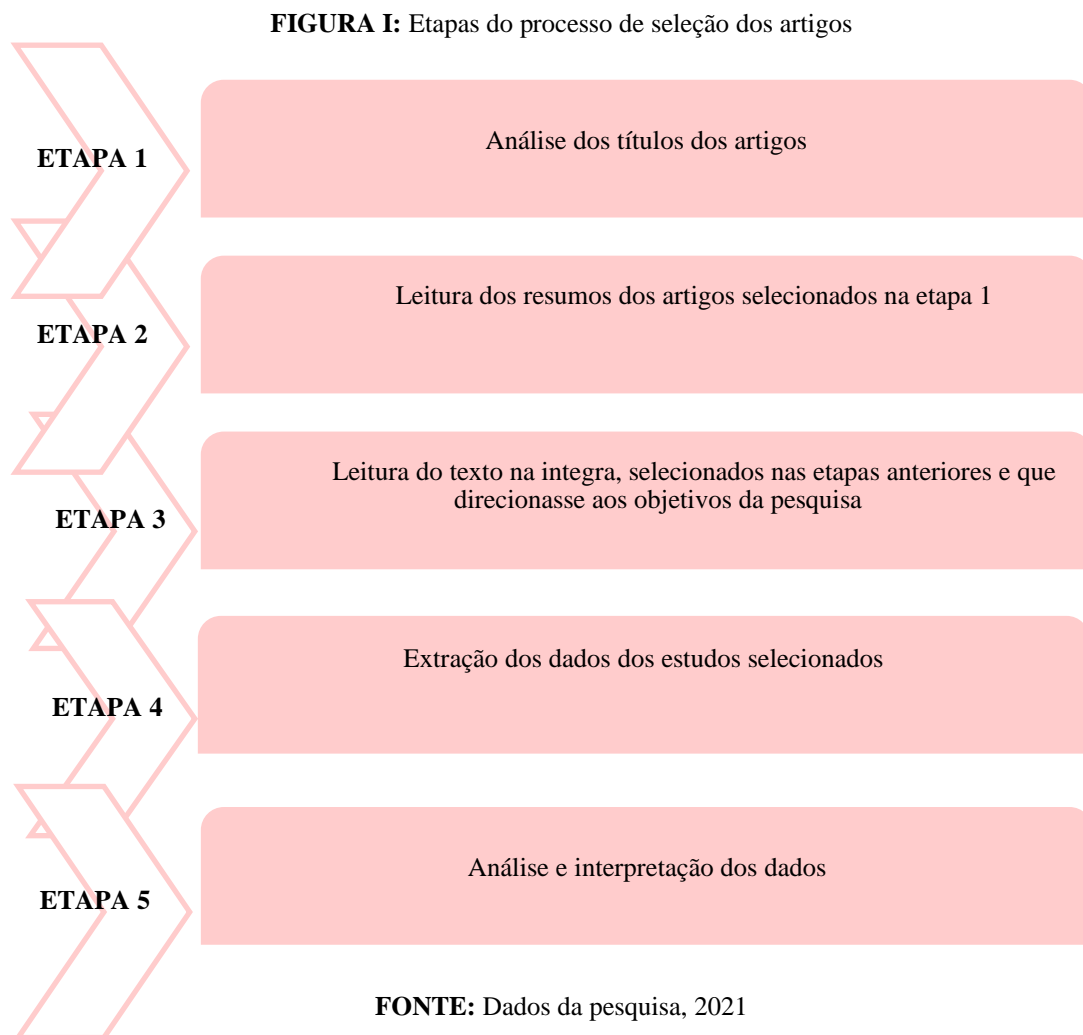 FIGURA I: Etapas do processo de seleção dos artigos
ETAPA 1
Análise dos títulos dos artigos
ETAPA 2
Leitura dos resumos dos artigos selecionados na etapa 1
ETAPA 3
Leitura do texto na integra, selecionados nas etapas anteriores e que
direcionasse aos objetivos da pesquisa
ETAPA 4
Extração dos dados dos estudos selecionados
ETAPA 5
Análise e interpretação dos dados
FONTE: Dados da pesquisa, 2021